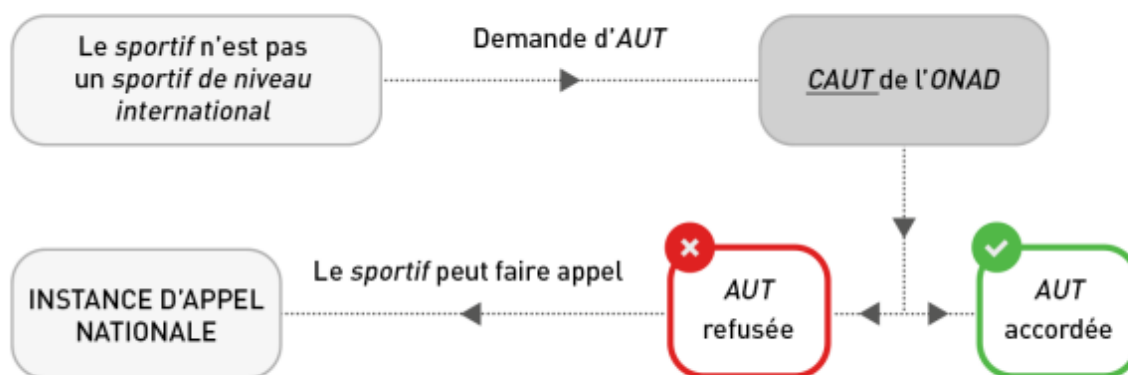 Le sportif n'est pas
un sportif de niveau
international
Demande d'AUT
CAUT de l'ONAD
INSTANCE D'APPEL
NATIONALE
Le sportif peut faire appel
AUT
refusée
AUT
accordée